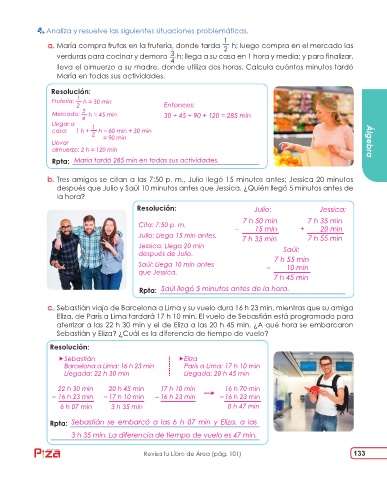 4. Analiza y resuelve las siguientes situaciones problemáticas.
a. María compra frutas en la frutería, donde tarda 1/2 h; luego compra en el mercado las
verduras para cocinar y demora 3/4 h; llega a su casa en 1 hora y media; y para finalizar,
lleva el almuerzo a su madre, donde utiliza dos horas. Calcula cuántos minutos tardó
María en todas sus actividades.
Resolución:
Frutería: 1/2 h = 30 min
Entonces:
Mercado: 3/4 h = 45 min
30 + 45 + 90 + 120 = 285 min
Llegar a
casa: 1 h + 1/2 h = 60 min + 30 min
= 90 min
Llevar
almuerzo: 2 h = 120 min
Rpta: María tardó 285 min en todas sus actividades.
Álgebra
b. Tres amigos se citan a las 7:50 p. m., Julio llegó 15 minutos antes; Jessica 20 minutos
después que Julio y Saúl 10 minutos antes que Jessica. ¿Quién llegó 5 minutos antes de
la hora?
Resolución:
Cita: 7:50 p. m.
Julio: Llega 15 min antes.
Jessica: Llega 20 min
después de Julio.
Saúl: Llega 10 min antes
que Jessica.
Julio:
7 h 50 min
− 15 min
7 h 35 min
Jessica:
7 h 35 min
+ 20 min
7 h 55 min
Saúl:
7 h 55 min
− 10 min
7 h 45 min
Rpta: Saúl llegó 5 minutos antes de la hora.
c. Sebastián viaja de Barcelona a Lima y su vuelo dura 16 h 23 min, mientras que su amiga
Eliza, de París a Lima tardará 17 h 10 min. El vuelo de Sebastián está programado para
aterrizar a las 22 h 30 min y el de Eliza a las 20 h 45 min. ¿A qué hora se embarcaron
Sebastián y Eliza? ¿Cuál es la diferencia de tiempo de vuelo?
Resolución:
▶Sebastián
Barcelona a Lima: 16 h 23 min
Llegada: 22 h 30 min
▶Eliza
París a Lima: 17 h 10 min
Llegada: 20 h 45 min
22 h 30 min 20 h 45 min 17 h 10 min 16 h 70 min
− 16 h 23 min − 17 h 10 min − 16 h 23 min → − 16 h 23 min
6 h 07 min 3 h 35 min 0 h 47 min
Rpta: Sebastián se embarcó a las 6 h 07 min y Eliza, a las
3 h 35 min. La diferencia de tiempo de vuelo es 47 min.
Revisa tu Libro de Área (pág. 101)
133